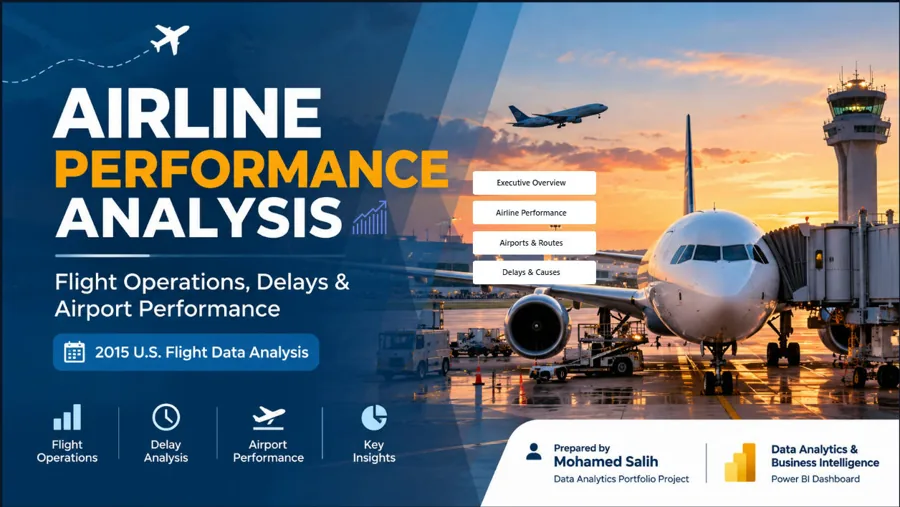 AIRLINE
PERFORMANCE
ANALYSIS
Flight Operations, Delays &
Airport Performance
2015 U.S. Flight Data Analysis
Flight
Operations
Delay
Analysis
Airport
Performance
Key
Insights
Executive Overview
Airline Performance
Airports & Routes
Delays & Causes
Prepared by
Mohamed Salih
Data Analytics Portfolio Project
Data Analytics &
Business Intelligence
Power BI Dashboard